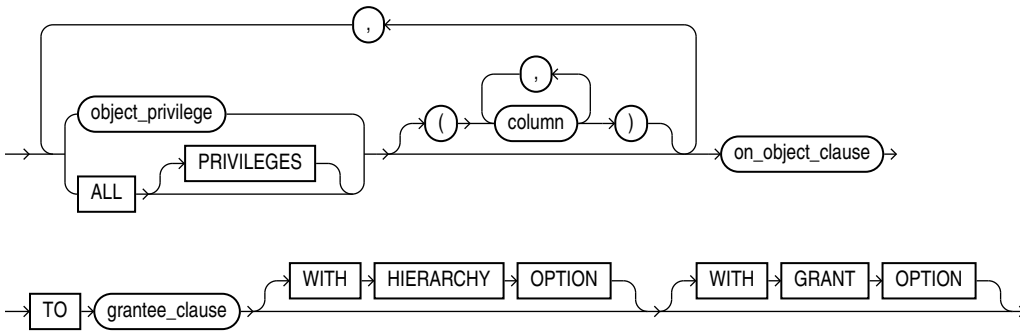 ,
,
object_privilege ( column )
PRIVILEGES on_object_clause
ALL
WITH HIERARCHY OPTION WITH GRANT OPTION
TO grantee_clause